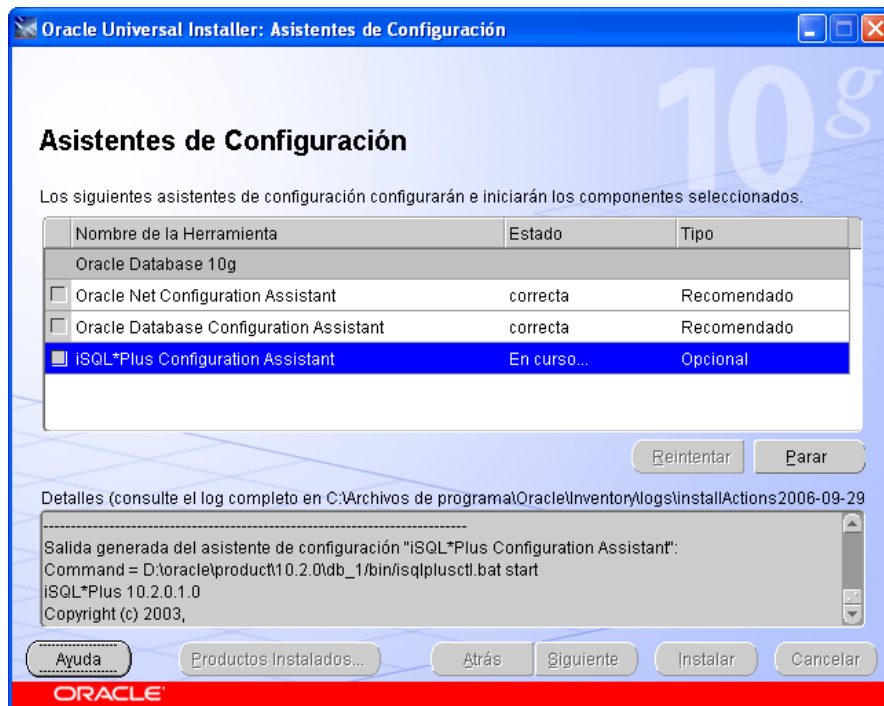 Oracle Universal Installer: Asistentes de Configuración
10g
Asistentes de Configuración
Los siguientes asistentes de configuración configurarán e iniciarán los componentes seleccionados.
Nombre de la Herramienta Estado Tipo
Oracle Database 10g
Oracle Net Configuration Assistant correcta Recomendado
Oracle Database Configuration Assistant correcta Recomendado
iSQL*Plus Configuration Assistant En curso... Opcional
Reintentar Parar
Detalles (consulte el log completo en C:\Archivos de programa\Oracle\Inventory\logs\installActions2006-09-29
--------------------------------------------------------------------------------------
Salida generada del asistente de configuración "iSQL*Plus Configuration Assistant":
Command = D:\oracle\product\10.2.0\db_1/bin/isqlplusctl.bat start
iSQL*Plus 10.2.0.1.0
Copyright (c) 2003,
Ayuda Productos Instalados... Atrás Siguiente Instalar Cancelar
ORACLE